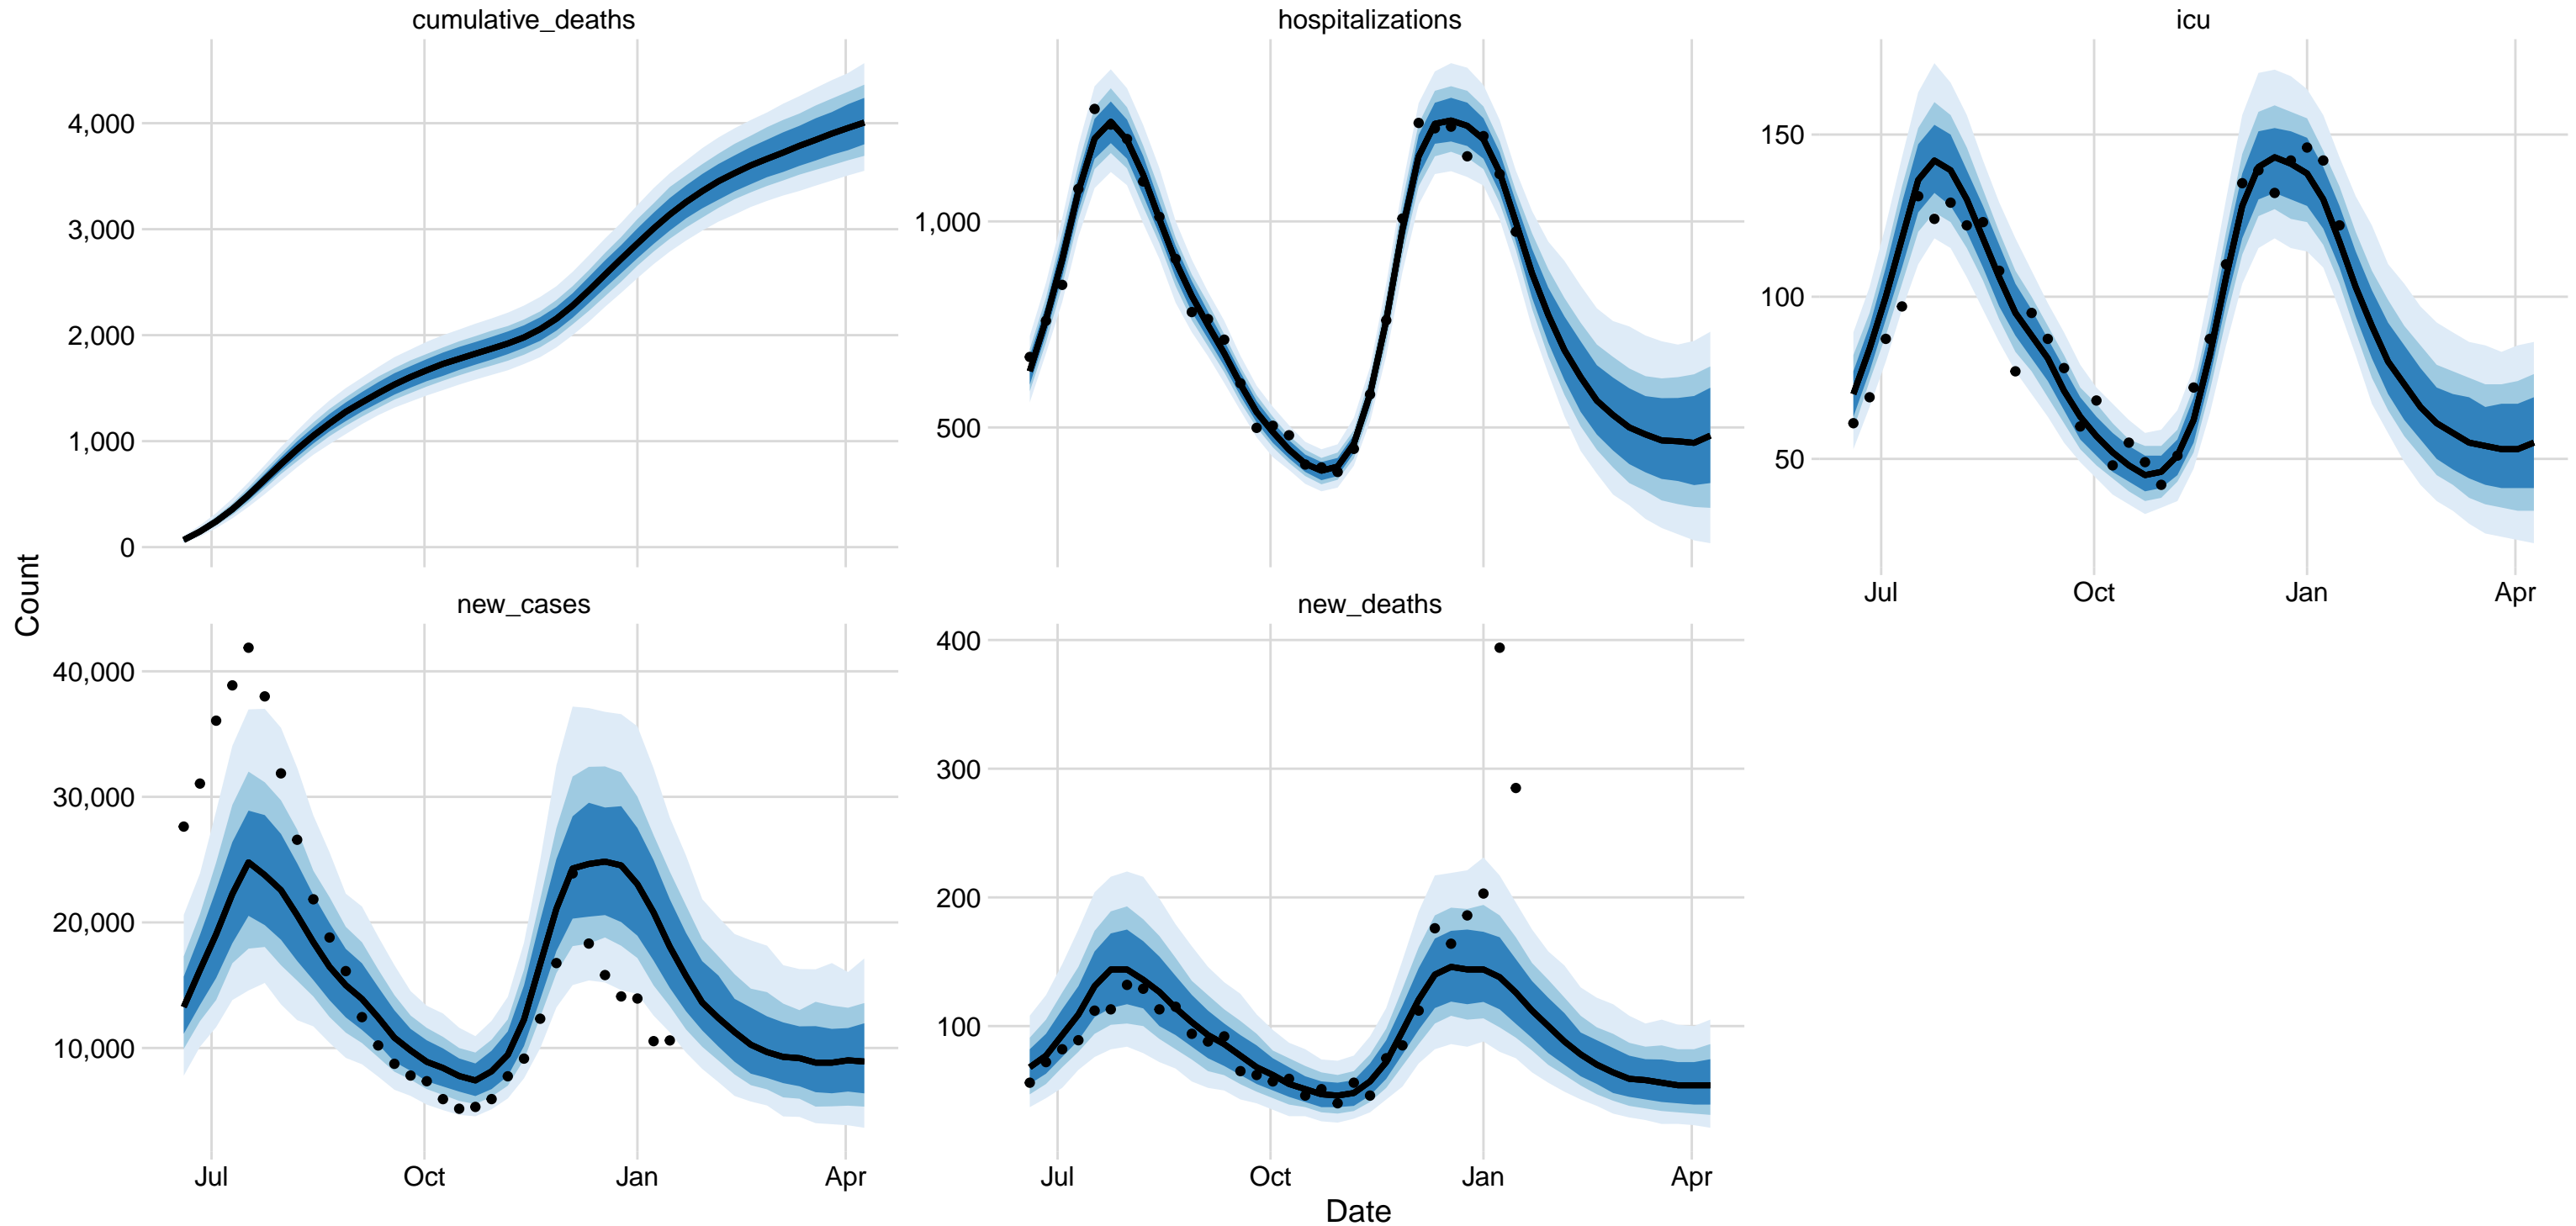 cumulative_deaths
hospitalizations
icu
4,000
3,000
2,000
1,000
0
1,000
500
150
100
50
Jul Oct Jan Apr
Count
new_cases
new_deaths
40,000
30,000
20,000
10,000
400
300
200
100
Jul Oct Jan Apr
Jul Oct Jan Apr
Date